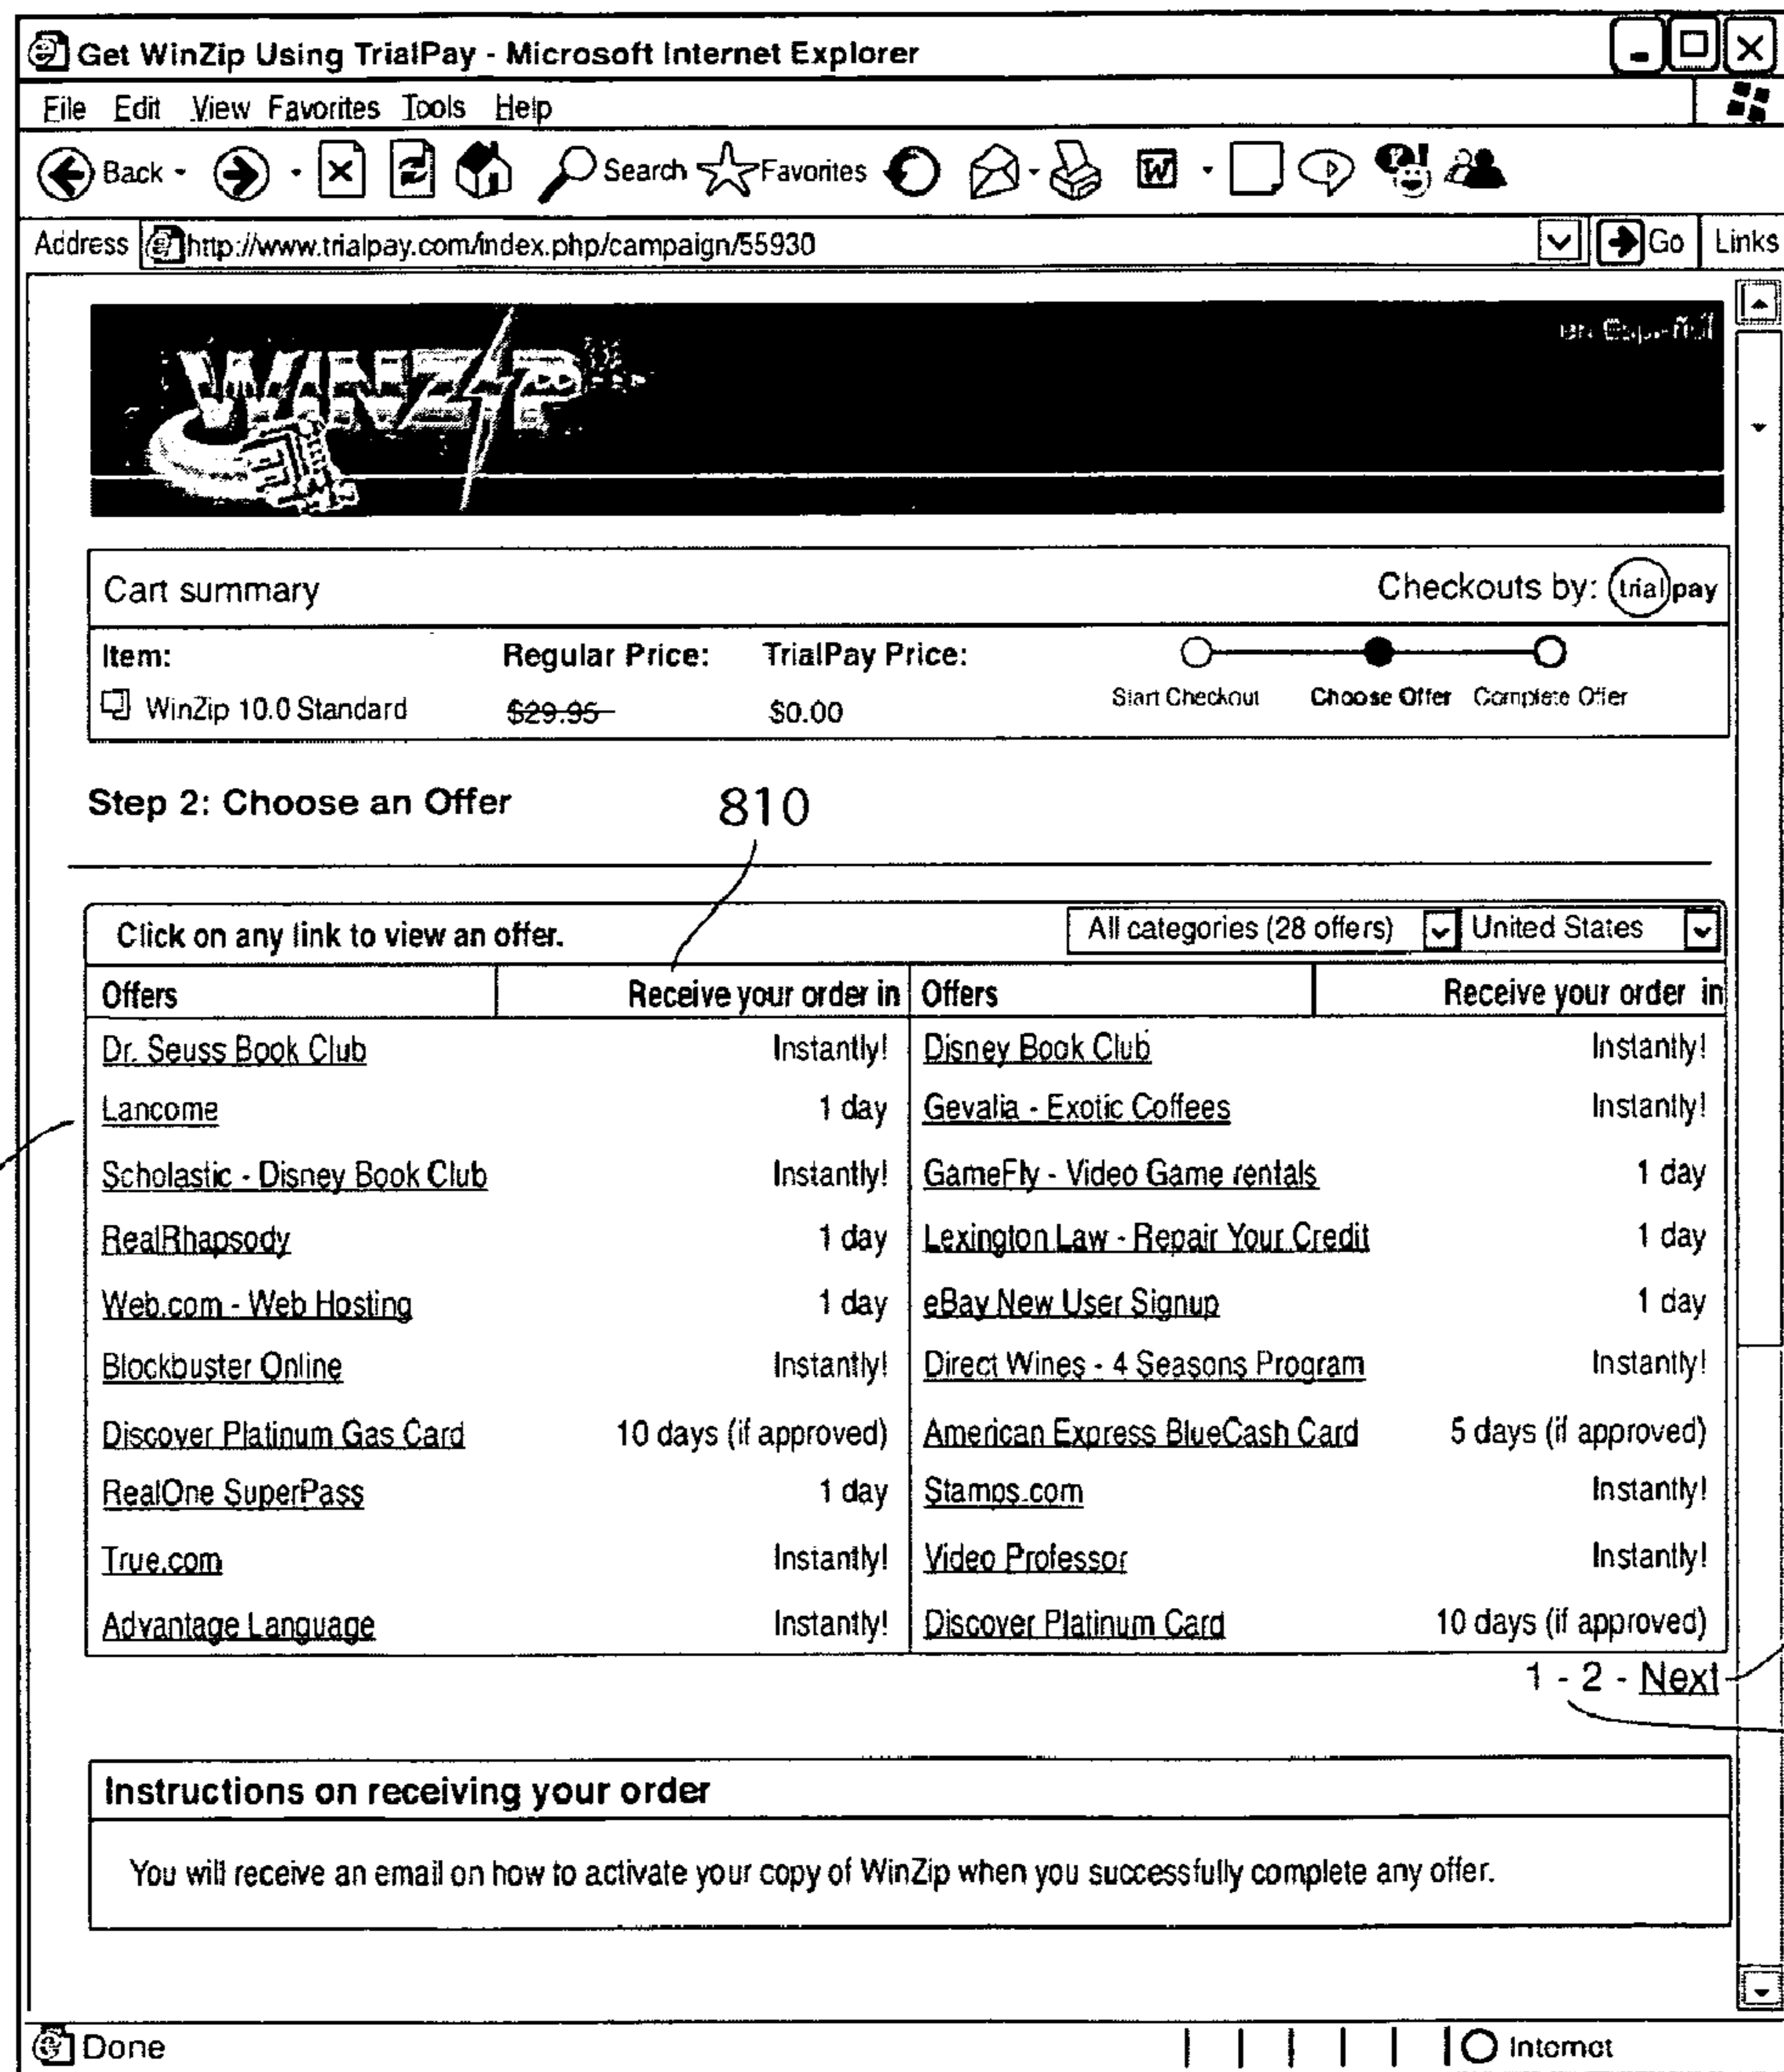 Get WinZip Using TrialPay - Microsoft Internet Explorer
File Edit View Favorites Tools Help
Back Search Favorites W
Address http://www.trialpay.com/index.php/campaign/55930 Go Links
WINZIP
en Español
Cart summary Checkouts by: trialpay
Item: Regular Price: TrialPay Price:
WinZip 10.0 Standard $29.95 $0.00 Start Checkout Choose Offer Complete Offer
Step 2: Choose an Offer 810
Click on any link to view an offer. All categories (28 offers) United States
Offers Receive your order in Offers Receive your order in
Dr. Seuss Book Club Instantly! Disney Book Club Instantly!
Lancome 1 day Gevalia - Exotic Coffees Instantly!
Scholastic - Disney Book Club Instantly! GameFly - Video Game rentals 1 day
RealRhapsody 1 day Lexington Law - Repair Your Credit 1 day
Web.com - Web Hosting 1 day eBay New User Signup 1 day
Blockbuster Online Instantly! Direct Wines - 4 Seasons Program Instantly!
Discover Platinum Gas Card 10 days (if approved) American Express BlueCash Card 5 days (if approved)
RealOne SuperPass 1 day Stamps.com Instantly!
True.com Instantly! Video Professor Instantly!
Advantage Language Instantly! Discover Platinum Card 10 days (if approved)
1 - 2 - Next
Instructions on receiving your order
You will receive an email on how to activate your copy of WinZip when you successfully complete any offer.
Done Internet